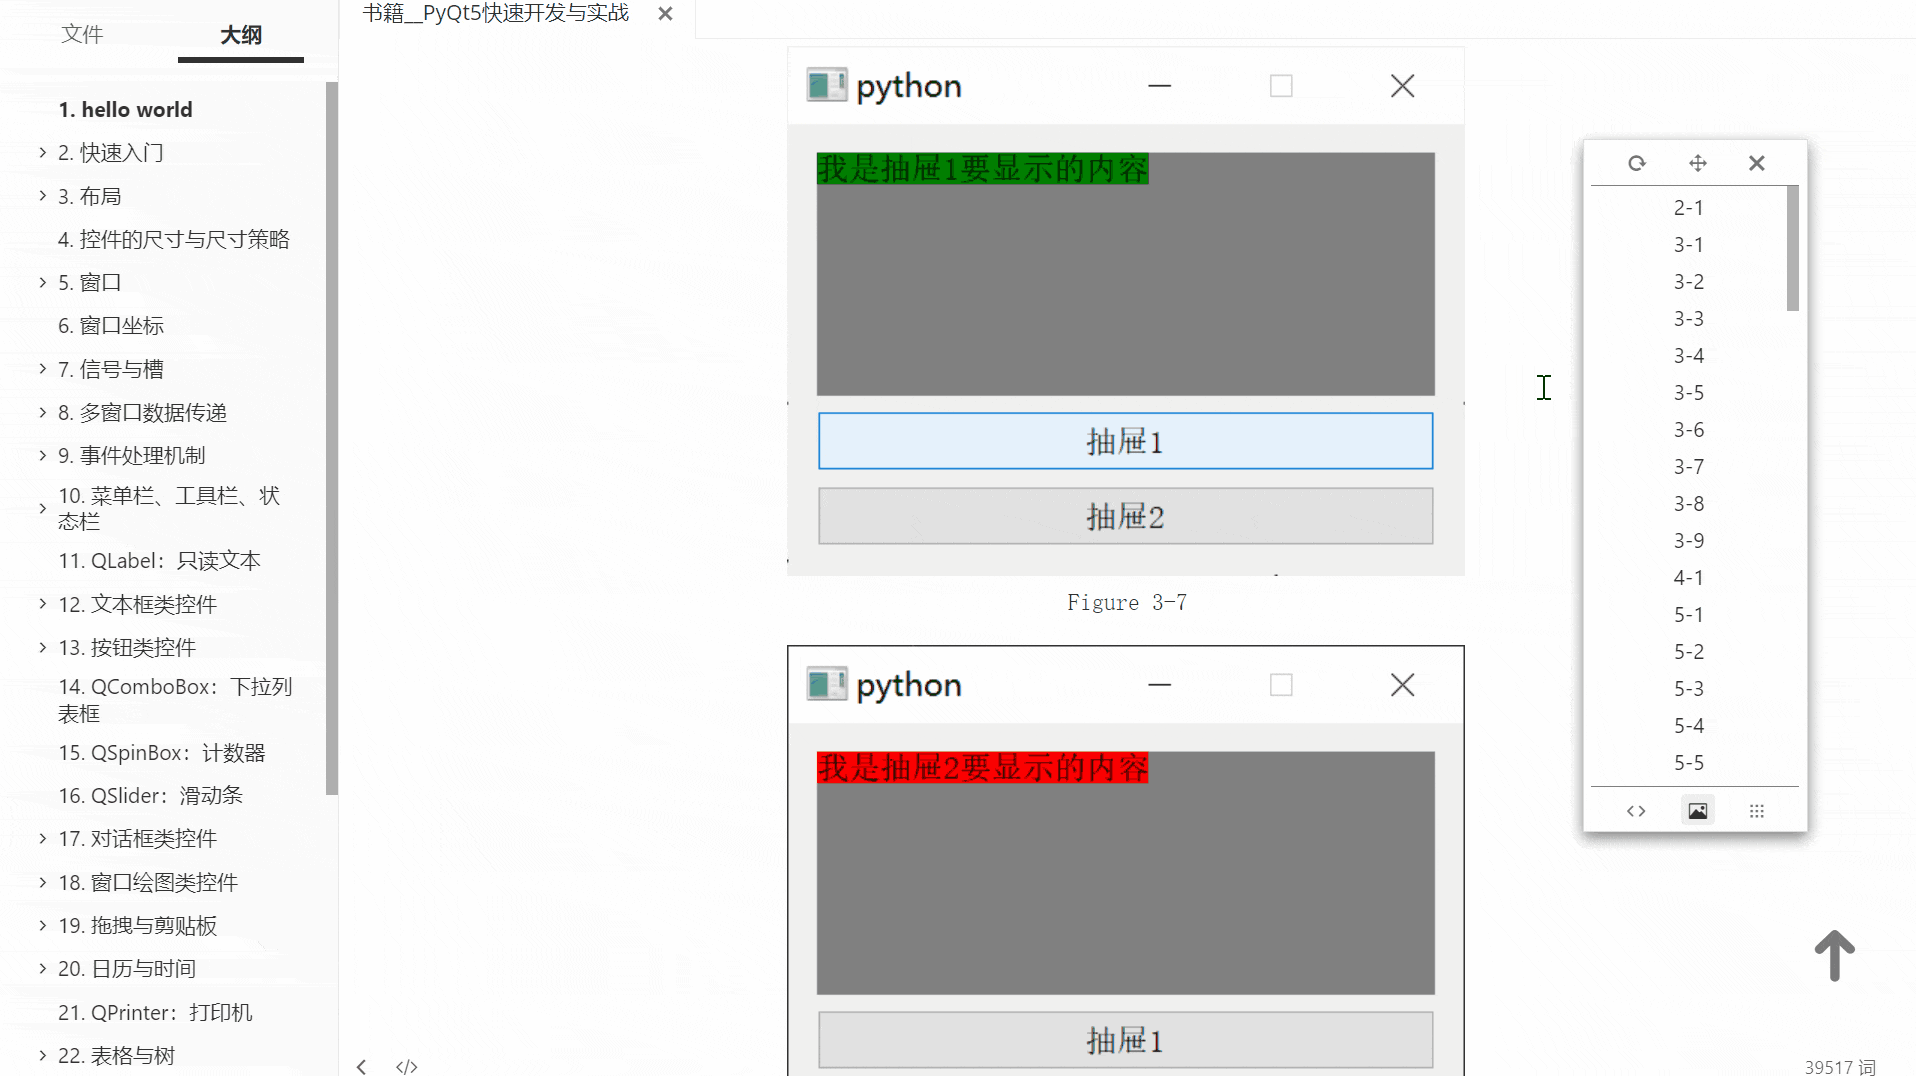 文件
大纲
1. hello world
2. 快速入门
3. 布局
4. 控件的尺寸与尺寸策略
5. 窗口
6. 窗口坐标
7. 信号与槽
8. 多窗口数据传递
9. 事件处理机制
10. 菜单栏、工具栏、状
态栏
11. QLabel：只读文本
12. 文本框类控件
13. 按钮类控件
14. QComboBox：下拉列
表框
15. QSpinBox：计数器
16. QSlider：滑动条
17. 对话框类控件
18. 窗口绘图类控件
19. 拖拽与剪贴板
20. 日历与时间
21. QPrinter：打印机
22. 表格与树
书籍__PyQt5快速开发与实战
python
我是抽屉1要显示的内容
抽屉1
抽屉2
Figure 3-7
python
我是抽屉2要显示的内容
抽屉1
2-1
3-1
3-2
3-3
3-4
3-5
3-6
3-7
3-8
3-9
4-1
5-1
5-2
5-3
5-4
5-5
39517 词